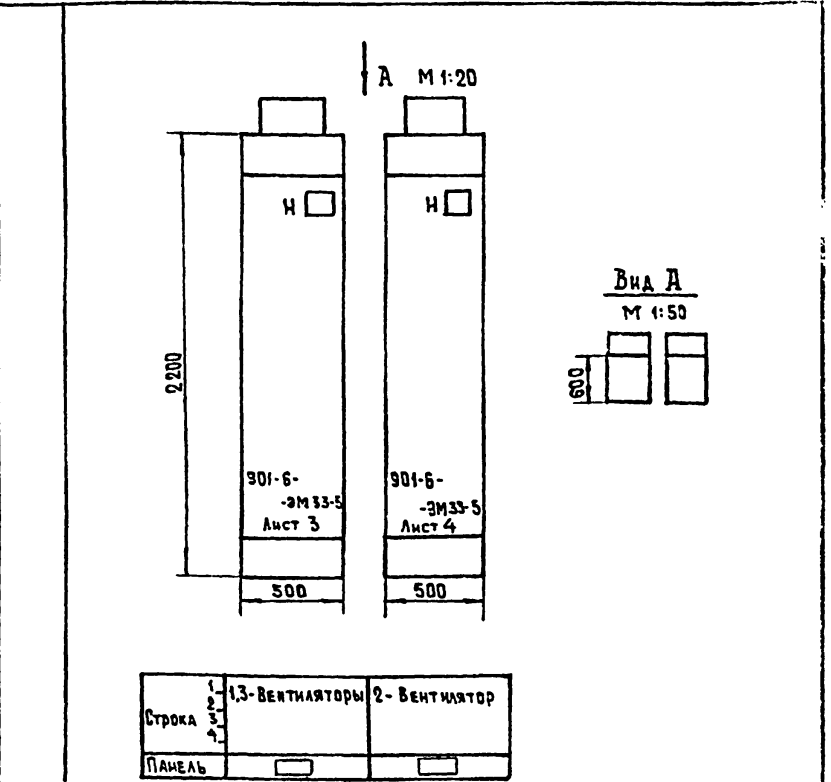 А М 1:20
Н
Н
2200
901-6-
-ЭМ33-5
Лист 3
901-6-
-ЭМ33-5
Лист 4
500
500
Вид А
М 1:50
600
Строка
1
2
3
4
1,3-Вентиляторы
2- Вентилятор
Панель